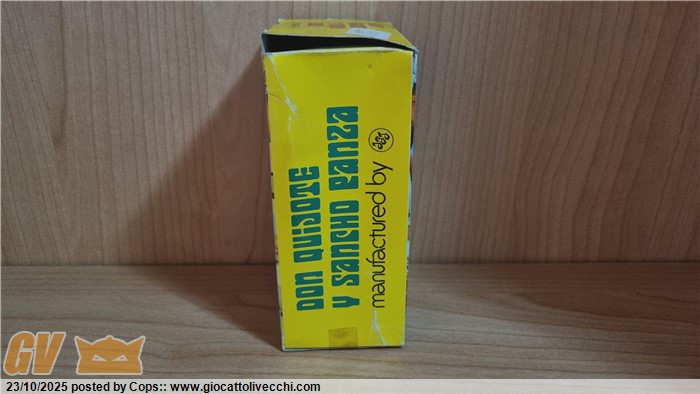 DON QUIJOTE
Y SANCHO PANZA
manufactured by
GV
23/10/2025 posted by Cops:: www.giocattolivecchi.com